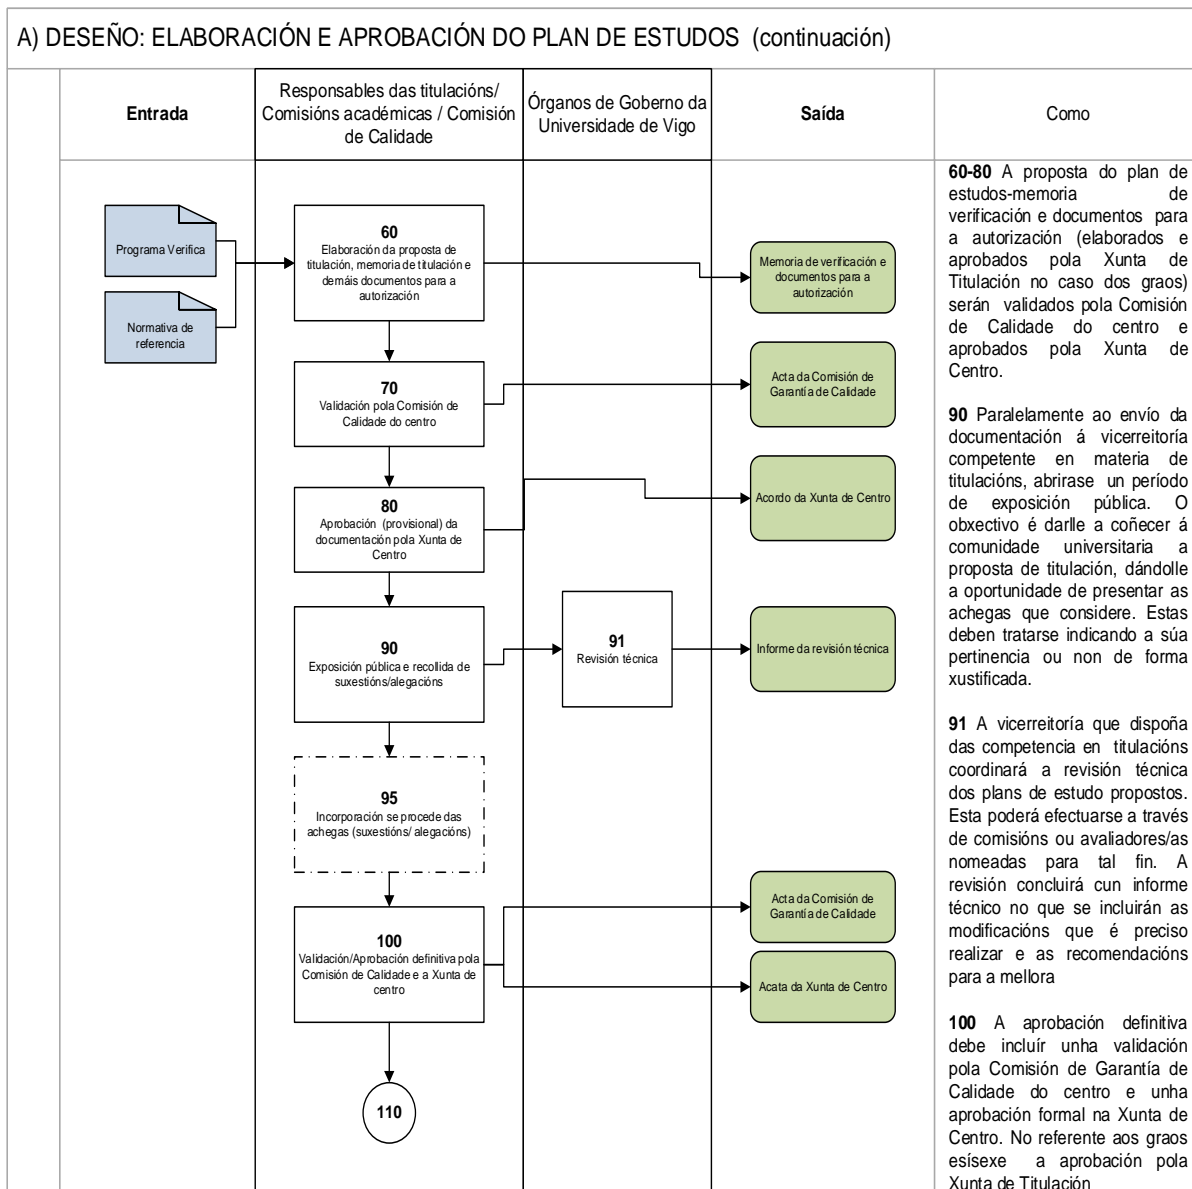 A) DESEÑO: ELABORACIÓN E APROBACIÓN DO PLAN DE ESTUDOS (continuación)
Entrada
Responsables das titulacións/
Comisións académicas / Comisión
de Calidade
Órganos de Goberno da
Universidade de Vigo
Saída
Como
Programa Verifica
Normativa de
referencia
60
Elaboración da proposta de
titulación, memoria de titulación e
demáis documentos para a
autorización
Memoria de verificación e
documentos para a
autorización
70
Validación pola Comisión de
Calidade do centro
Acta da Comisión de
Garantía de Calidade
80
Aprobación (provisional) da
documentación pola Xunta de
Centro
Acordo da Xunta de Centro
90
Exposición pública e recollida de
suxestións/alegacións
91
Revisión técnica
Informe da revisión técnica
95
Incorporación se procede das
achegas (suxestións/ alegacións)
100
Validación/Aprobación definitiva pola
Comisión de Calidade e a Xunta de
centro
Acta da Comisión de
Garantía de Calidade
Acata da Xunta de Centro
110
60-80 A proposta do plan de
estudos-memoria de
verificación e documentos para
a autorización (elaborados e
aprobados pola Xunta de
Titulación no caso dos graos)
serán validados pola Comisión
de Calidade do centro e
aprobados pola Xunta de
Centro.
90 Paralelamente ao envío da
documentación á vicerreitoría
competente en materia de
titulacións, abrirase un período
de exposición pública. O
obxectivo é darlle a coñecer á
comunidade universitaria a
proposta de titulación, dándolle
a oportunidade de presentar as
achegas que considere. Estas
deben tratarse indicando a súa
pertinencia ou non de forma
xustificada.
91 A vicerreitoría que dispoña
das competencia en titulacións
coordinará a revisión técnica
dos plans de estudo propostos.
Esta poderá efectuarse a través
de comisións ou avaliadores/as
nomeadas para tal fin. A
revisión concluirá cun informe
técnico no que se incluirán as
modificacións que é preciso
realizar e as recomendacións
para a mellora
100 A aprobación definitiva
debe incluír unha validación
pola Comisión de Garantía de
Calidade do centro e unha
aprobación formal na Xunta de
Centro. No referente aos graos
esísexe a aprobación pola
Xunta de Titulación